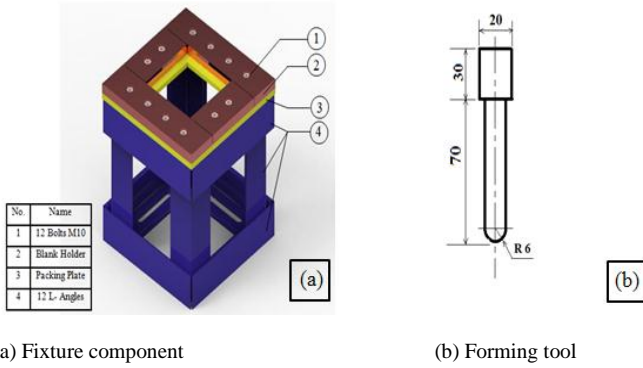 1
2
3
4
No. Name
1 12 Bolts M10
2 Blank Holder
3 Packing Plate
4 12 L- Angles
(a)
20
30
70
R 6
(b)
a) Fixture component
(b) Forming tool